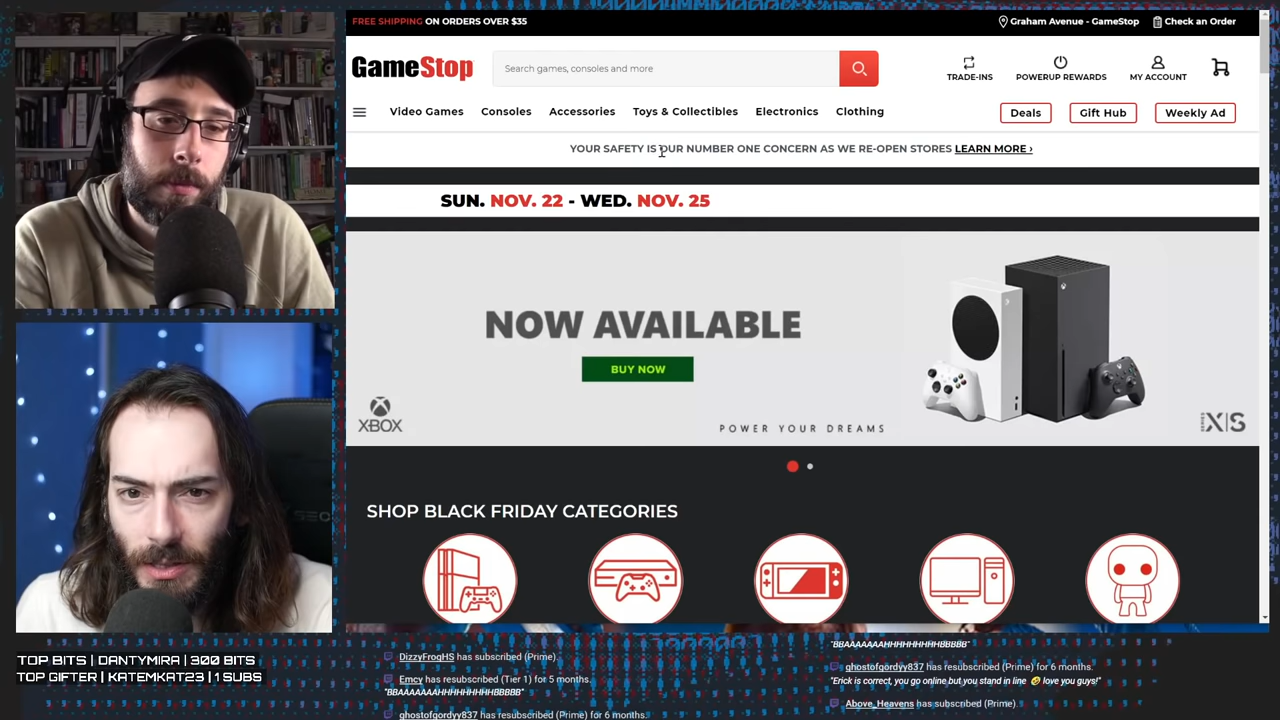 FREE SHIPPING ON ORDERS OVER $35
Graham Avenue - GameStop
Check an Order
GameStop
Search games, consoles and more
TRADE-INS
POWERUP REWARDS
MY ACCOUNT
Video Games
Consoles
Accessories
Toys & Collectibles
Electronics
Clothing
Deals
Gift Hub
Weekly Ad
YOUR SAFETY IS OUR NUMBER ONE CONCERN AS WE RE-OPEN STORES LEARN MORE ›
SUN. NOV. 22 - WED. NOV. 25
NOW AVAILABLE
BUY NOW
XBOX
POWER YOUR DREAMS
SERIES X|S
SHOP BLACK FRIDAY CATEGORIES
TOP BITS | DANTYMIRA | 300 BITS
TOP GIFTER | KATEMKAT23 | 1 SUBS
DizzyFrogHS has subscribed (Prime).
Emcy has resubscribed (Tier 1) for 5 months.
"BBAAAAAAAHHHHHHHHHBBBBB"
ghostofgordyy837 has resubscribed (Prime) for 6 months.
ghostofgordyy837 has resubscribed (Prime) for 6 months.
"Erick is correct, you go online but you stand in line 🤣 love you guys!"
Above_Heavens has subscribed (Prime).